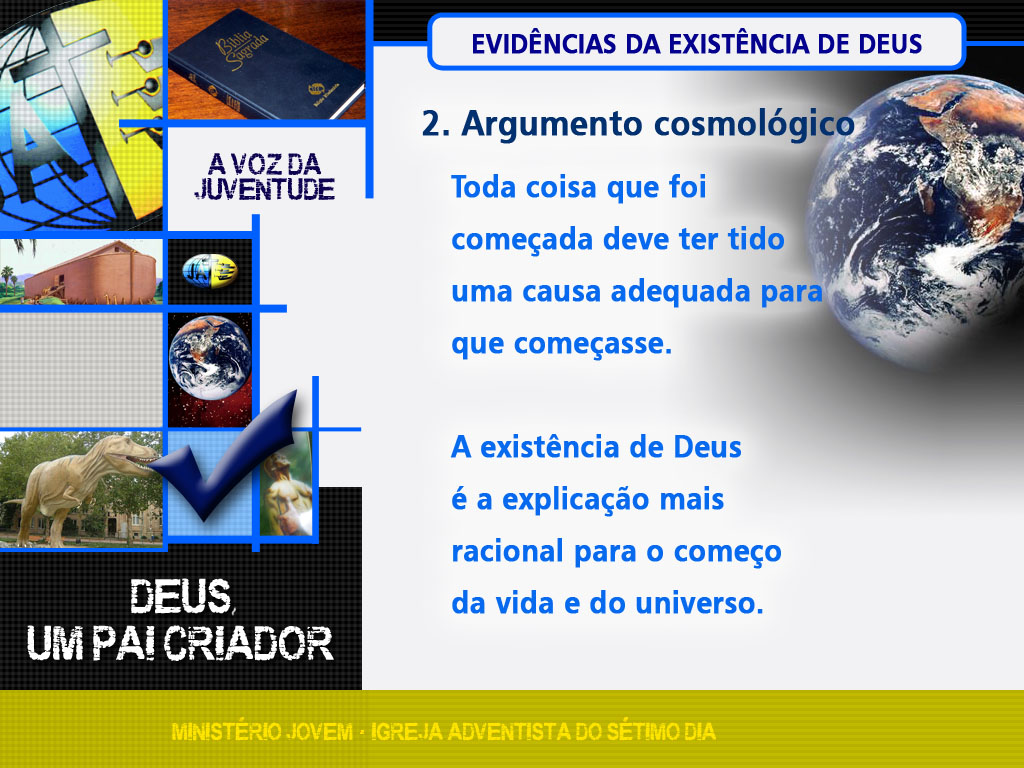 EVIDÊNCIAS DA EXISTÊNCIA DE DEUS
Bíblia
Sagrada
A VOZ DA
JUVENTUDE
2. Argumento cosmológico
Toda coisa que foi
começada deve ter tido
uma causa adequada para
que começasse.
A existência de Deus
é a explicação mais
racional para o começo
da vida e do universo.
DEUS,
UM PAI CRIADOR
MINISTÉRIO JOVEM - IGREJA ADVENTISTA DO SÉTIMO DIA